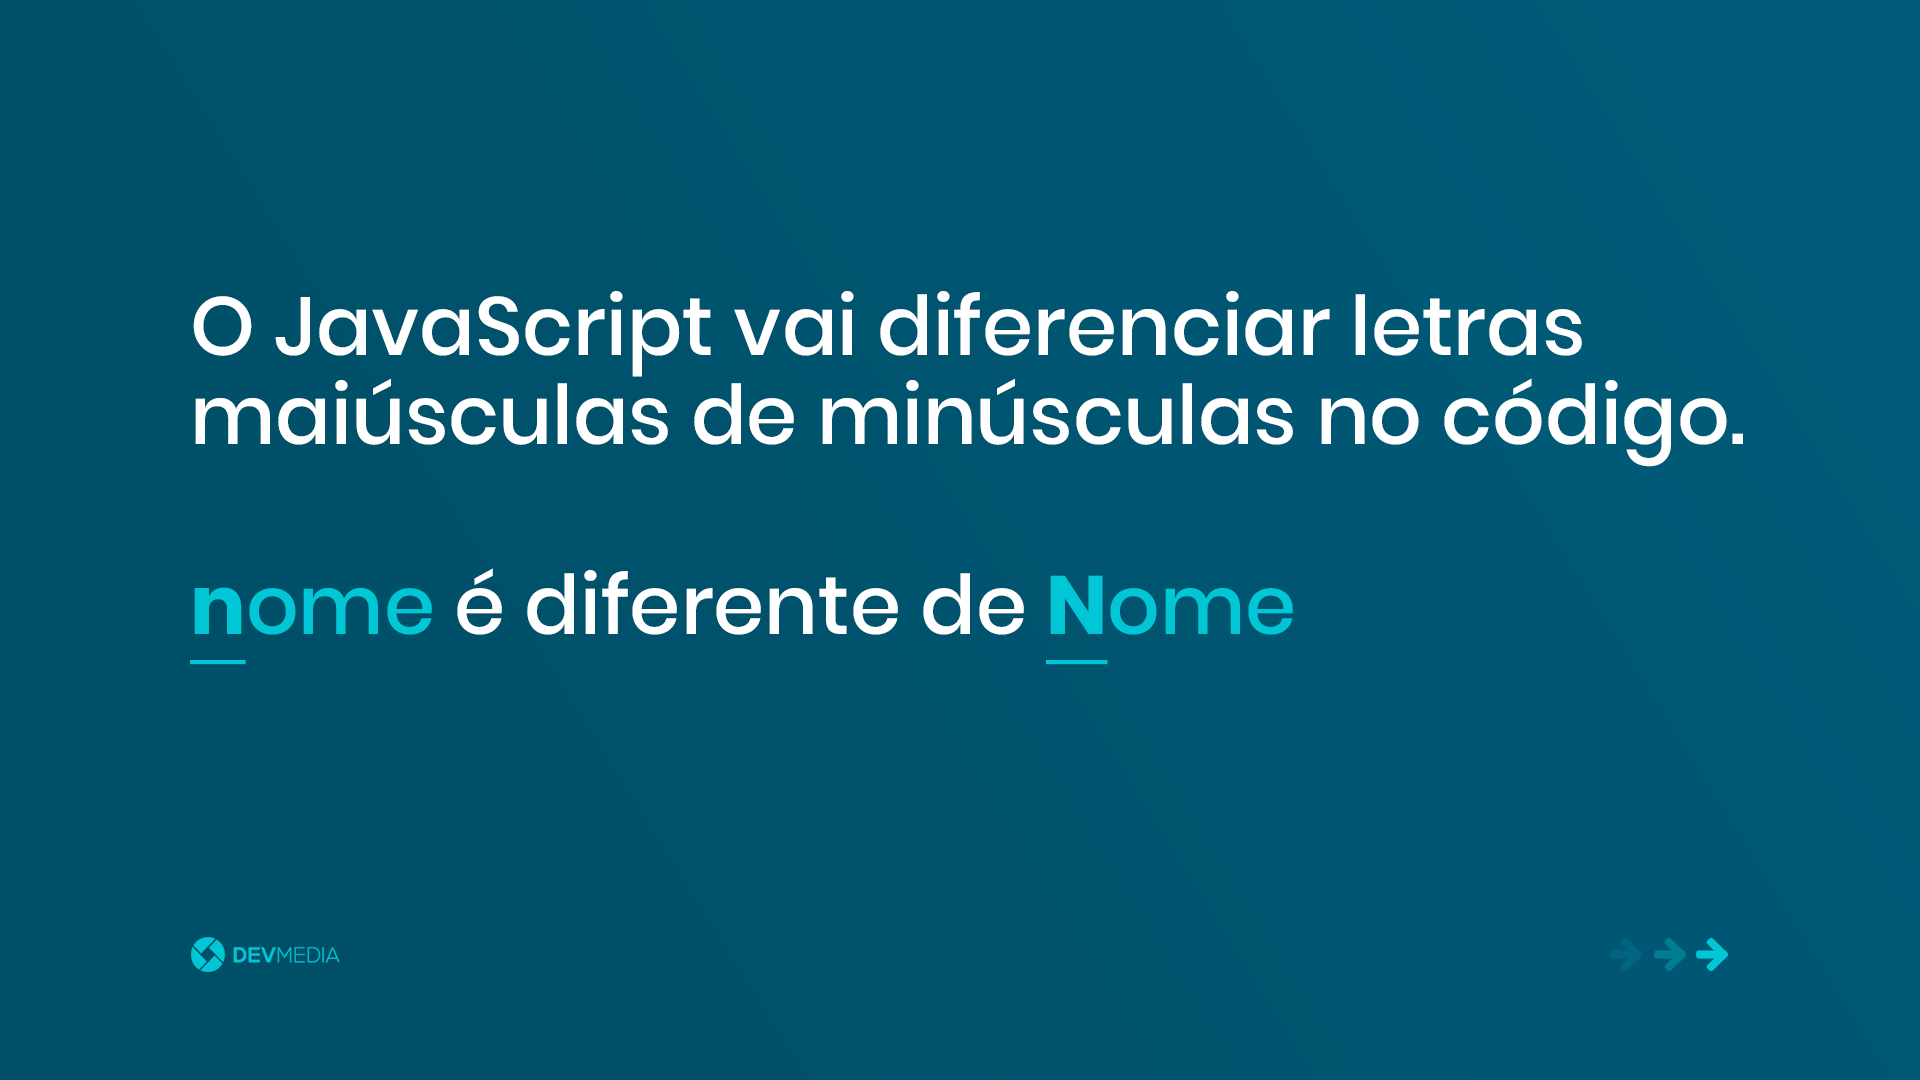 O JavaScript vai diferenciar letras
maiúsculas de minúsculas no código.
nome é diferente de Nome
DEVMEDIA